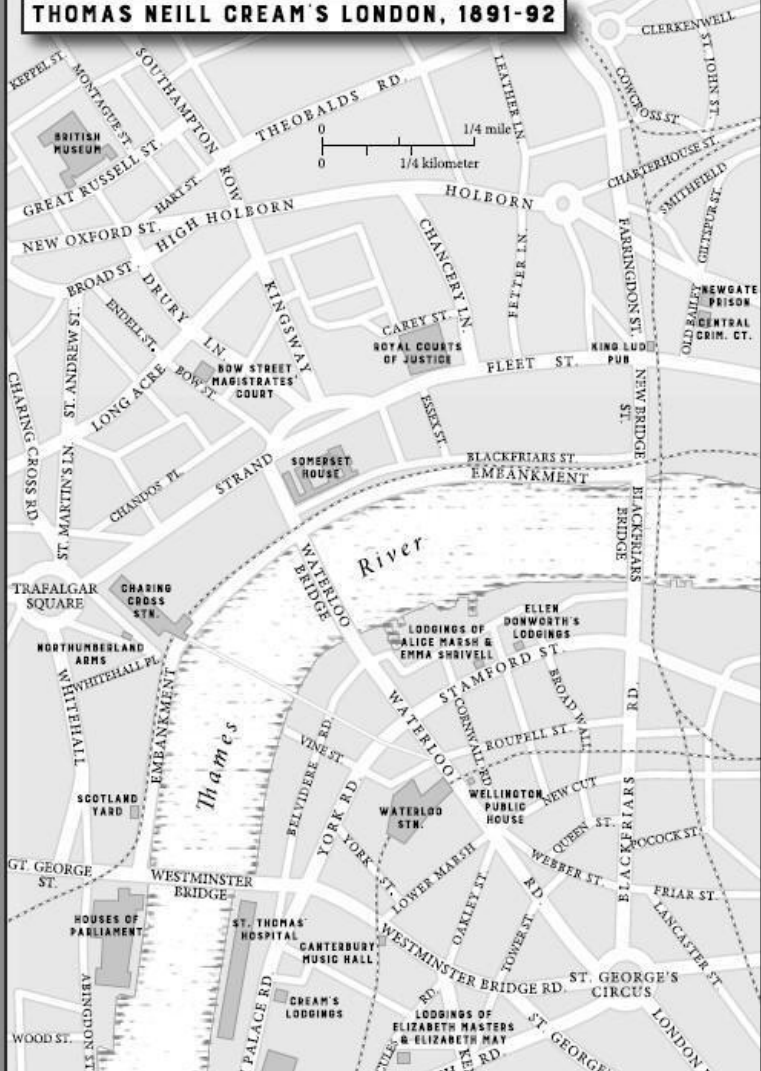 THOMAS NEILL CREAM'S LONDON, 1891-92
CLERKENWELL
KEPPEL ST.
MONTAGUE ST.
SOUTHAMPTON
ROW
THEOBALDS RD.
LEATHER LN.
ST. JOHN ST.
COWCROSS ST
BRITISH
MUSEUM
0
1/4 mile
0
1/4 kilometer
GREAT RUSSELL ST.
HART ST
CHARTERHOUSE ST.
SMITHFIELD
HOLBORN
NEW OXFORD ST.
HIGH HOLBORN
GILTSPUR ST.
CHANCERY LN.
FETTER LN.
FARRINGDON ST.
BROAD ST.
DRURY
LN.
ENDELL ST.
KINGSWAY
OLD BAILEY
NEWGATE
PRISON
CENTRAL
CRIM. CT.
CAREY ST.
ROYAL COURTS
OF JUSTICE
KING LUD
PUB
FLEET ST.
ST. ANDREW ST.
CHARING CROSS RD.
LONG ACRE
BOW ST.
BOW STREET
MAGISTRATES'
COURT
NEW BRIDGE
ST.
ESSEX ST.
ST. MARTIN'S LN.
CHANDOS PL.
STRAND
SOMERSET
HOUSE
BLACKFRIARS ST.
EMBANKMENT
BLACKFRIARS
BRIDGE
River
WATERLOO
BRIDGE
TRAFALGAR
SQUARE
CHARING
CROSS
STN.
NORTHUMBERLAND
ARMS
WHITEHALL PL.
WHITEHALL
EMBANKMENT
LODGINGS OF
ALICE MARSH &
EMMA SHRIVELL
ELLEN
DONWORTH'S
LODGINGS
STAMFORD ST.
BROAD WALL
RD.
Thames
WATERLOO
CORNWALL RD.
ROUPELL ST.
VINE ST.
BELVIDERE RD.
YORK RD.
SCOTLAND
YARD
WATERLOO
STN.
WELLINGTON
PUBLIC
HOUSE
NEW CUT
QUEEN ST.
POCOCK ST.
BLACKFRIARS
YORK ST.
LOWER MARSH
WEBBER ST.
FRIAR ST.
GT. GEORGE
ST.
WESTMINSTER
BRIDGE
RD.
OAKLEY ST.
TOWER ST
LANCASTER ST
HOUSES OF
PARLIAMENT
ST. THOMAS'
HOSPITAL
CANTERBURY
MUSIC HALL
WESTMINSTER BRIDGE RD.
ST. GEORGE'S
CIRCUS
CREAM'S
LODGINGS
ABINGDON ST
PALACE RD
RD.
LODGINGS OF
ELIZABETH MASTERS
& ELIZABETH MAY
ST. GEORGE
LONDON
WOOD ST.
RD.